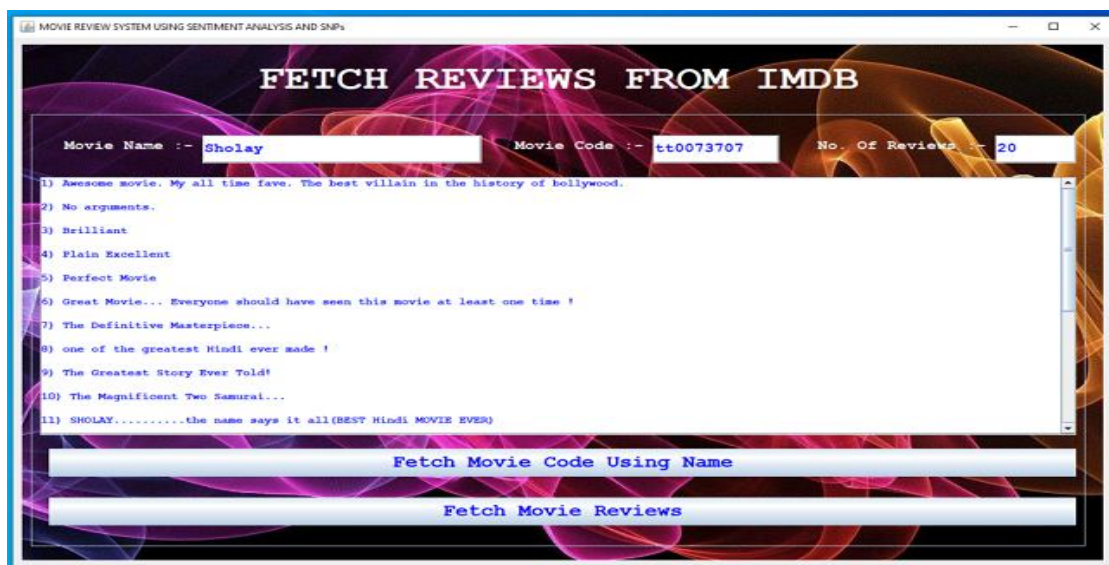 MOVIE REVIEW SYSTEM USING SENTIMENT ANALYSIS AND SNPs
FETCH REVIEWS FROM IMDB
Movie Name :- Sholay Movie Code :- tt0073707 No. Of Reviews :- 20
1) Awesome movie. My all time fave. The best villain in the history of bollywood.
2) No arguments.
3) Brilliant
4) Plain Excellent
5) Perfect Movie
6) Great Movie... Everyone should have seen this movie at least one time !
7) The Definitive Masterpiece...
8) one of the greatest Hindi ever made !
9) The Greatest Story Ever Told!
10) The Magnificent Two Samurai...
11) SHOLAY..........the name says it all(BEST Hindi MOVIE EVER)
Fetch Movie Code Using Name
Fetch Movie Reviews